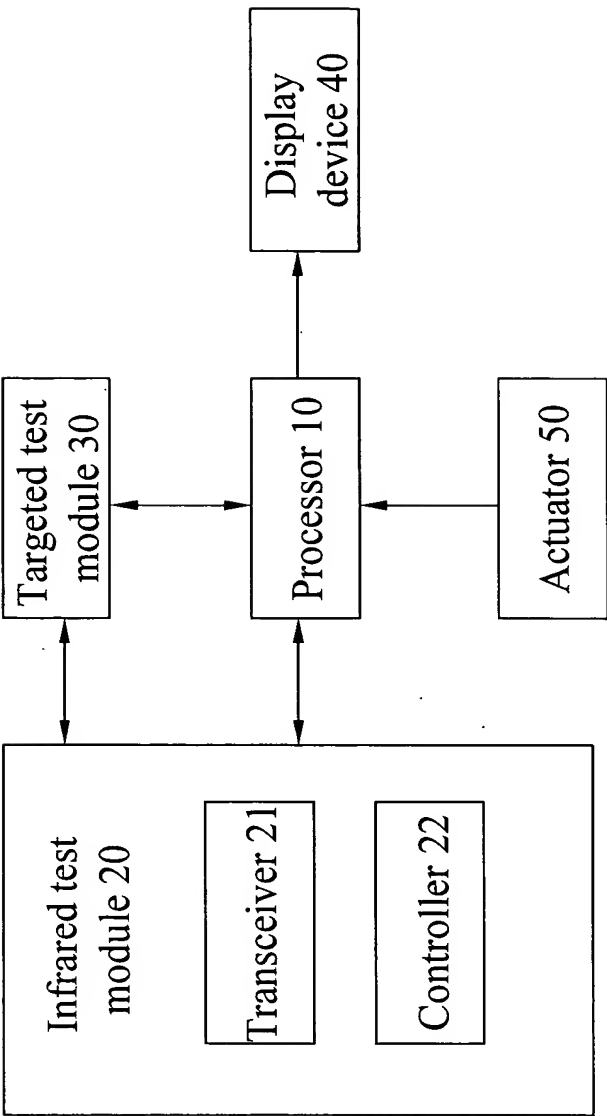 Infrared test
module 20
Transceiver 21
Controller 22
Targeted test
module 30
Processor 10
Actuator 50
Display
device 40